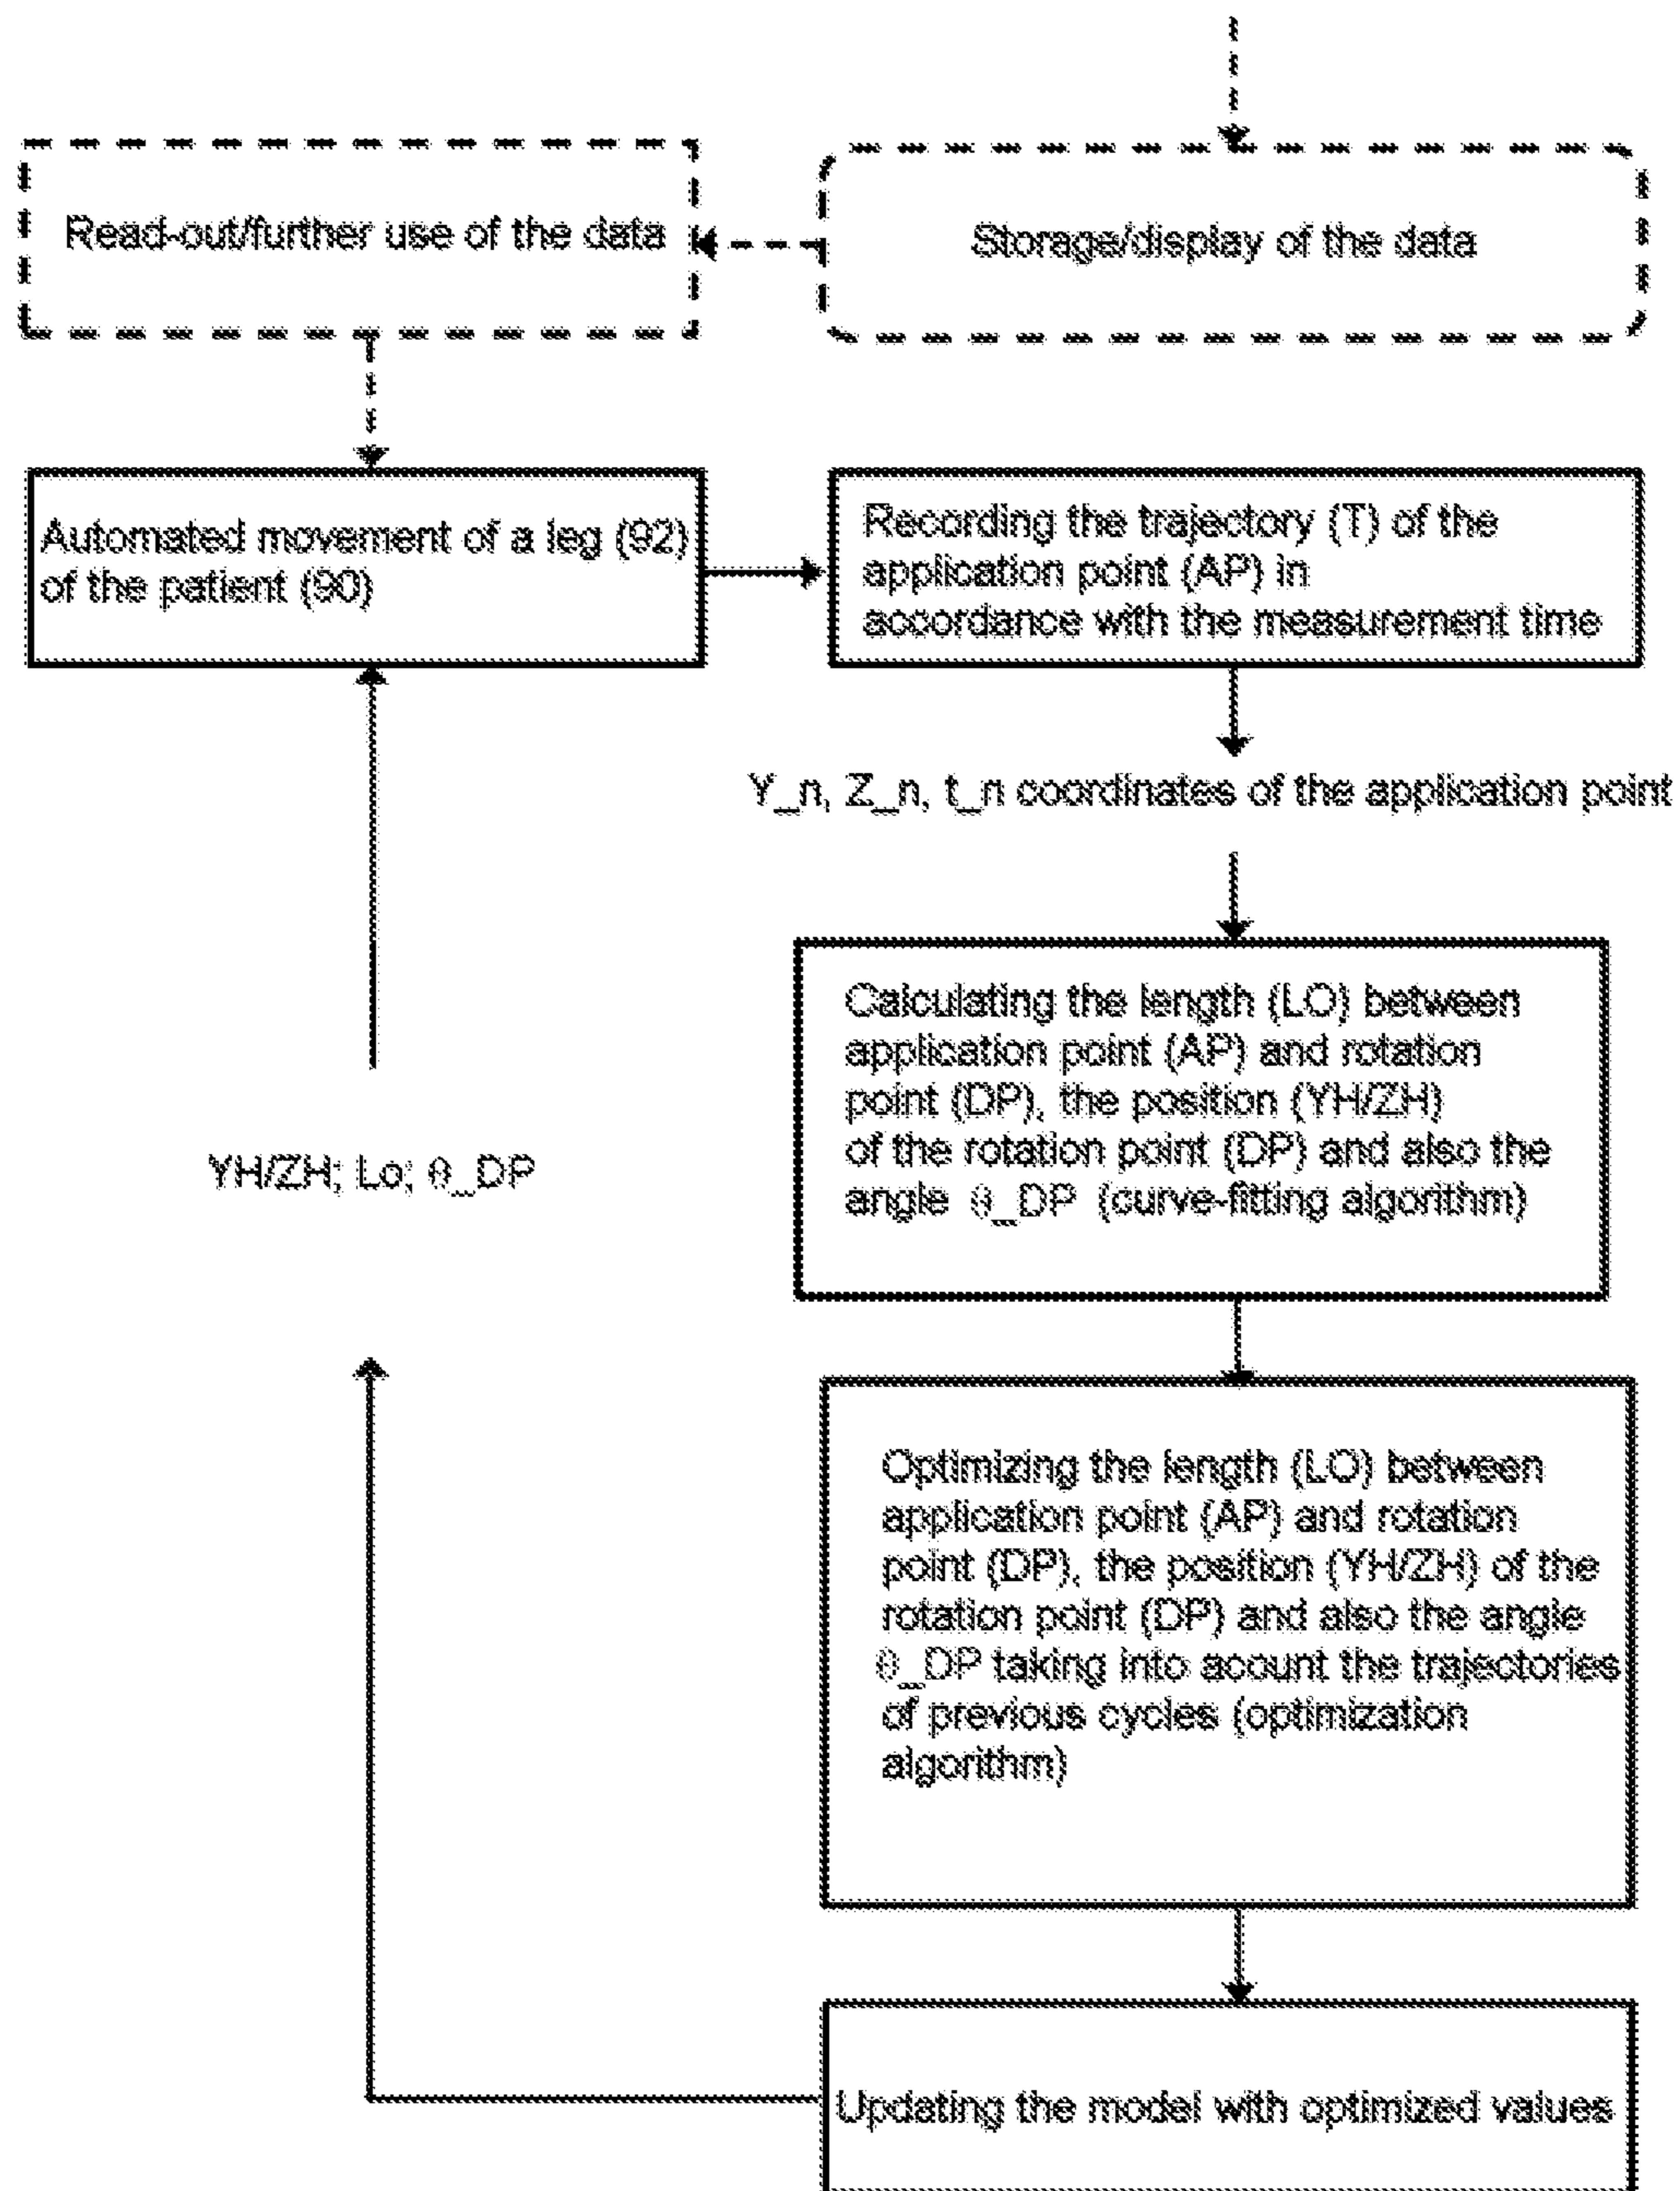 Read-out/further use of the data
Storage/display of the data
Automated movement of a leg (92)
of the patient (90)
Recording the trajectory (T) of the
application point (AP) in
accordance with the measurement time
Y_n, Z_n, t_n coordinates of the application point
Calculating the length (LO) between
application point (AP) and rotation
point (DP), the position (YH/ZH)
of the rotation point (DP) and also the
angle θ_DP (curve-fitting algorithm)
YH/ZH; Lo; θ_DP
Optimizing the length (LO) between
application point (AP) and rotation
point (DP), the position (YH/ZH) of the
rotation point (DP) and also the angle
θ_DP taking into acount the trajectories
of previous cycles (optimization
algorithm)
Updating the model with optimized values